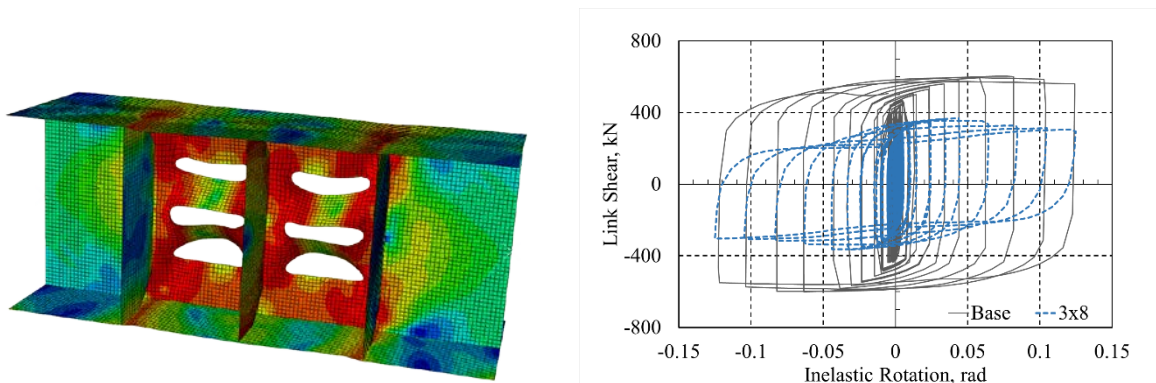 800
400
0
-400
-800
-0.15 -0.1 -0.05 0 0.05 0.1 0.15
Link Shear, kN
Inelastic Rotation, rad
Base 3x8